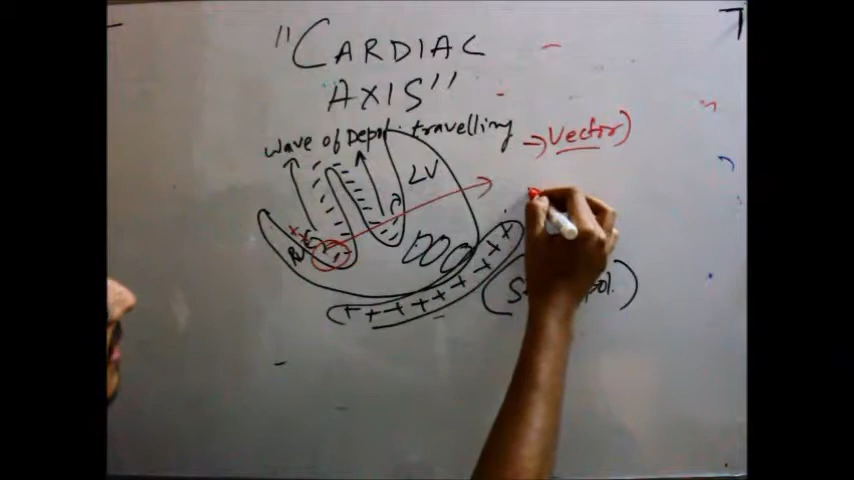 "CARDIAC
AXIS"
Wave of Depol. travelling
→ Vector)
LV
R
- - - - -
+ + + + + + + + +